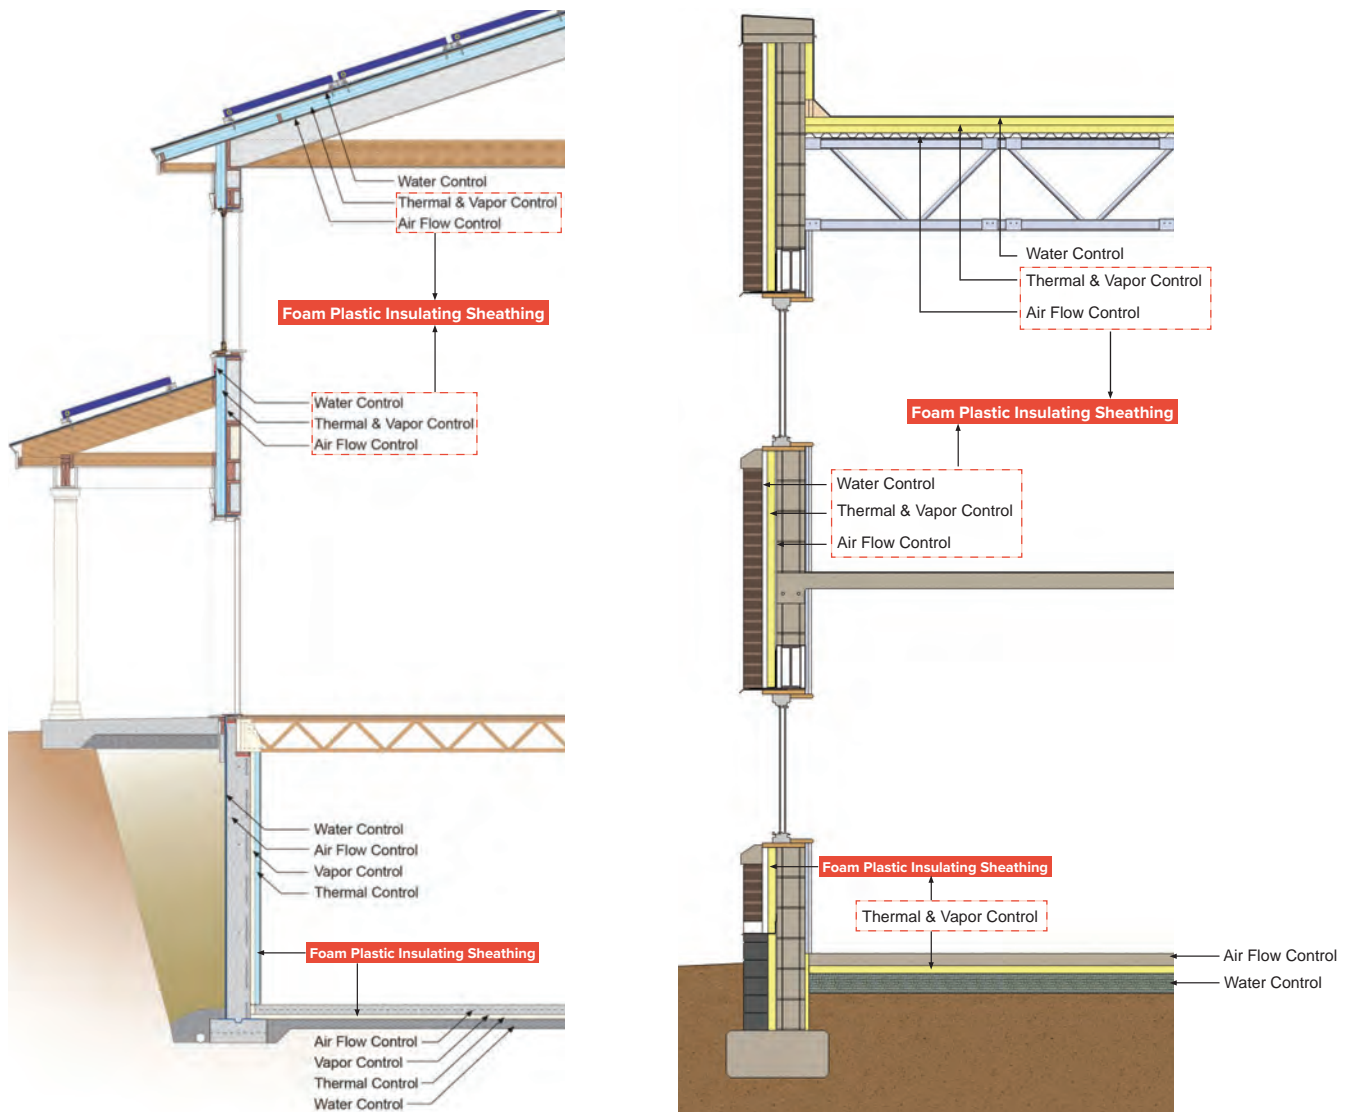 Water Control
Thermal & Vapor Control
Air Flow Control
Foam Plastic Insulating Sheathing
Water Control
Thermal & Vapor Control
Air Flow Control
Water Control
Air Flow Control
Vapor Control
Thermal Control
Foam Plastic Insulating Sheathing
Air Flow Control
Vapor Control
Thermal Control
Water Control
Water Control
Thermal & Vapor Control
Air Flow Control
Foam Plastic Insulating Sheathing
Water Control
Thermal & Vapor Control
Air Flow Control
Foam Plastic Insulating Sheathing
Thermal & Vapor Control
Air Flow Control
Water Control